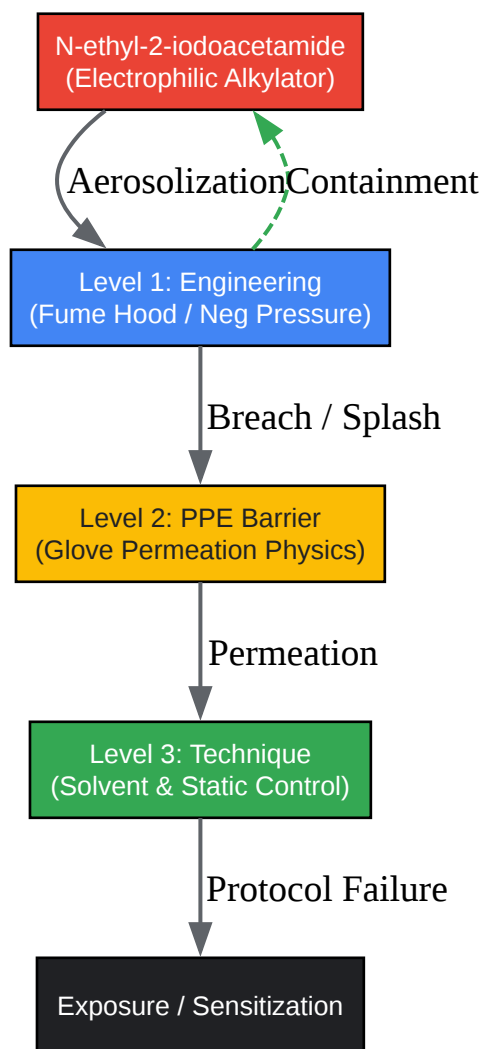 N-ethyl-2-iodoacetamide
(Electrophilic Alkylator)
Aerosolization
Containment
Level 1: Engineering
(Fume Hood / Neg Pressure)
Breach / Splash
Level 2: PPE Barrier
(Glove Permeation Physics)
Permeation
Level 3: Technique
(Solvent & Static Control)
Protocol Failure
Exposure / Sensitization